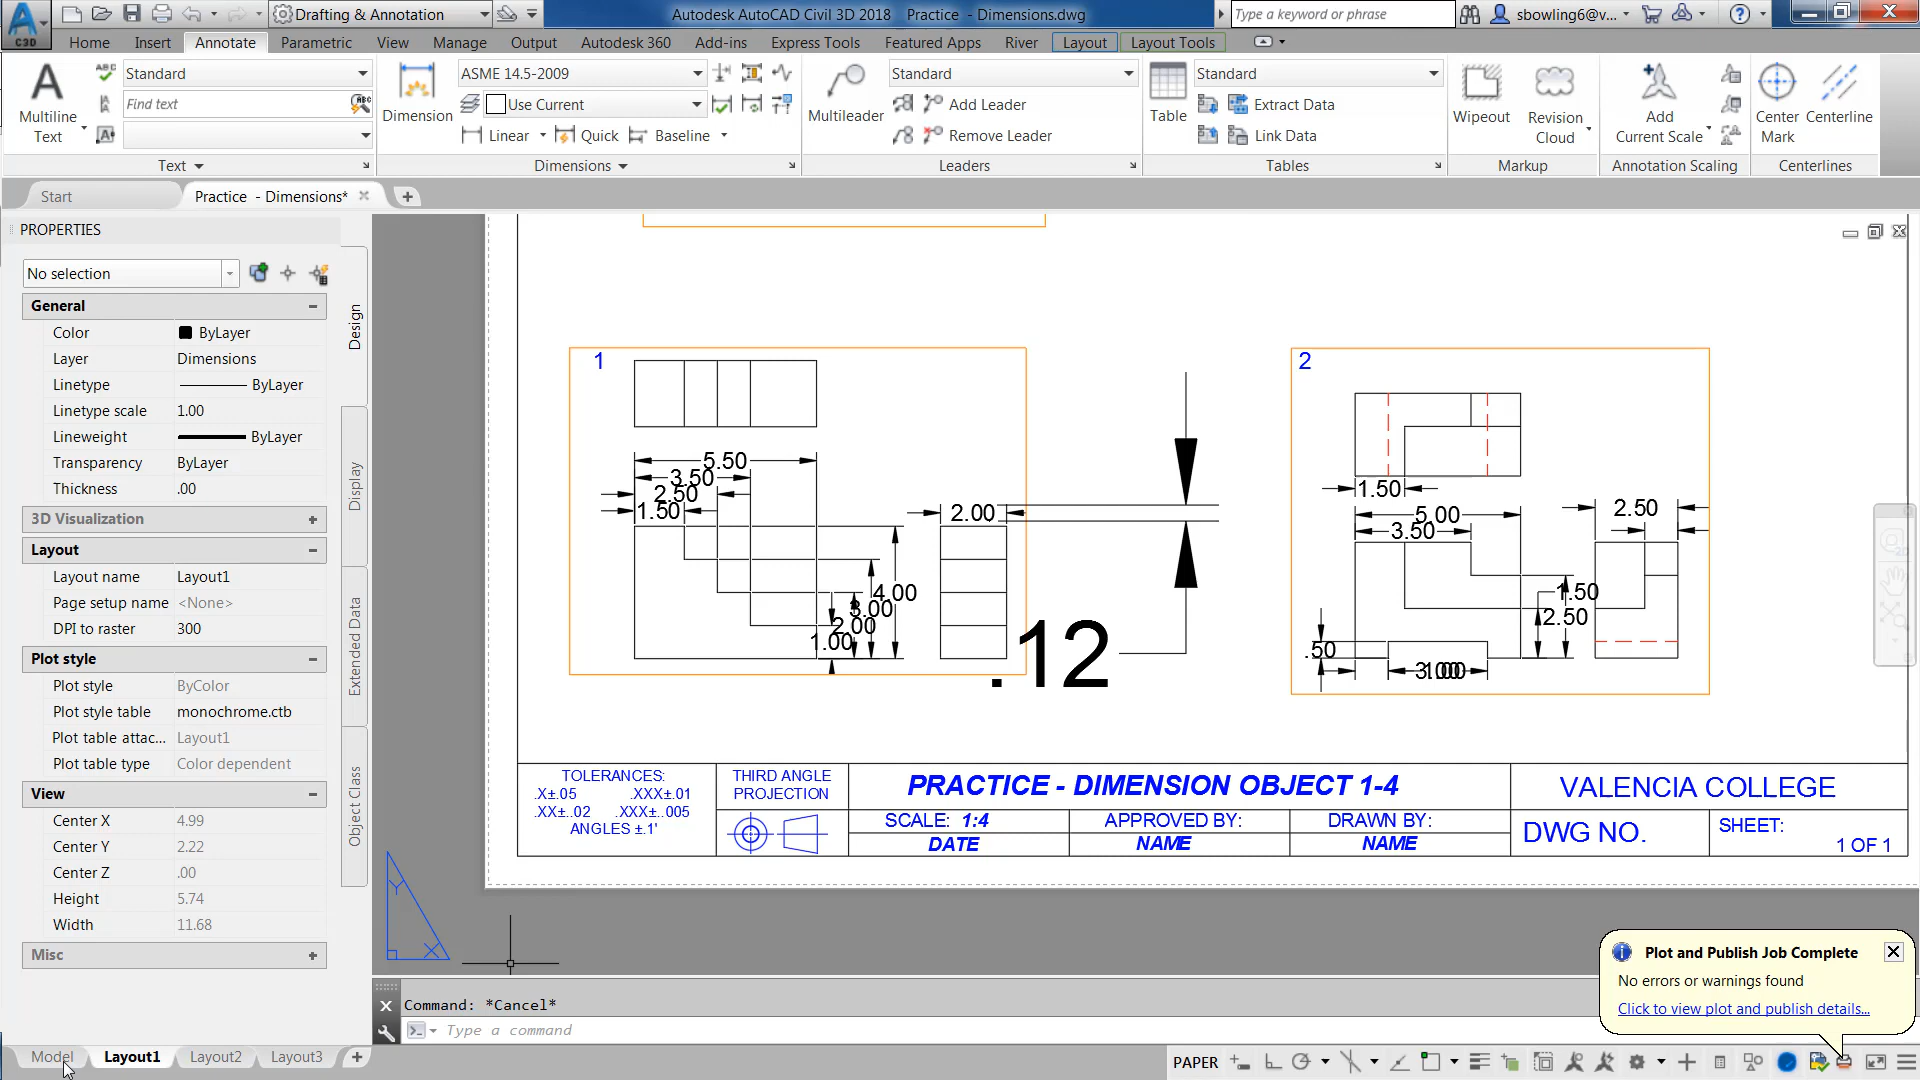 C3D
Drafting & Annotation
Autodesk AutoCAD Civil 3D 2018 Practice - Dimensions.dwg
Type a keyword or phrase
sbowling6@v...
Home Insert Annotate Parametric View Manage Output Autodesk 360 Add-ins Express Tools Featured Apps River Layout Layout Tools
Multiline Text
Standard
Find text
Text
Dimension
ASME 14.5-2009
Use Current
Linear Quick Baseline
Dimensions
Multileader
Standard
Add Leader
Remove Leader
Leaders
Table
Standard
Extract Data
Link Data
Tables
Wipeout
Revision Cloud
Markup
Add Current Scale
Annotation Scaling
Center Mark
Centerline
Centerlines
Start
Practice - Dimensions*
PROPERTIES
No selection
General
Color ByLayer
Layer Dimensions
Linetype ByLayer
Linetype scale 1.00
Lineweight ByLayer
Transparency ByLayer
Thickness .00
3D Visualization
Layout
Layout name Layout1
Page setup name <None>
DPI to raster 300
Plot style
Plot style ByColor
Plot style table monochrome.ctb
Plot table attac... Layout1
Plot table type Color dependent
View
Center X 4.99
Center Y 2.22
Center Z .00
Height 5.74
Width 11.68
Misc
Design
Display
Extended Data
Object Class
1
5.50
3.50
2.50
1.50
2.00
4.00
3.00
2.00
1.00
.12
2
1.50
5.00
3.50
2.50
1.50
2.50
.50
TOLERANCES:
.X±.05 .XXX±.01
.XX±..02 .XXX±..005
ANGLES ±.1'
THIRD ANGLE
PROJECTION
PRACTICE - DIMENSION OBJECT 1-4
SCALE: 1:4
APPROVED BY:
DRAWN BY:
DATE
NAME
NAME
VALENCIA COLLEGE
DWG NO.
SHEET:
1 OF 1
Y
X
Command: *Cancel*
Type a command
Plot and Publish Job Complete
No errors or warnings found
Click to view plot and publish details...
Model Layout1 Layout2 Layout3
PAPER